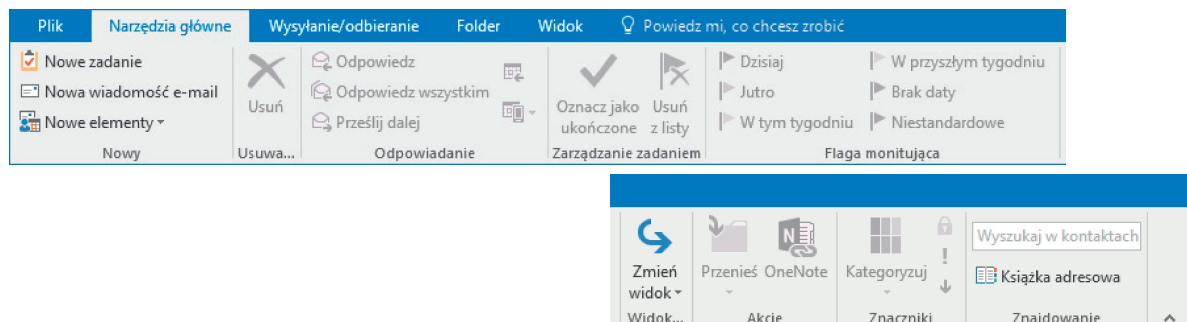 Plik Narzędzia główne Wysyłanie/odbieranie Folder Widok Powiedz mi, co chcesz zrobić
Nowe zadanie
Nowa wiadomość e-mail
Nowe elementy
Nowy
Usuń
Usuwa...
Odpowiedz
Odpowiedz wszystkim
Prześlij dalej
Odpowiadanie
Oznacz jako
ukończone
Usuń
z listy
Zarządzanie zadaniem
Dzisiaj
Jutro
W tym tygodniu
W przyszłym tygodniu
Brak daty
Niestandardowe
Flaga monitująca
Zmień
widok
Widok...
Przenieś
OneNote
Akcje
Kategoryzuj
Znaczniki
Wyszukaj w kontaktach
Książka adresowa
Znajdowanie